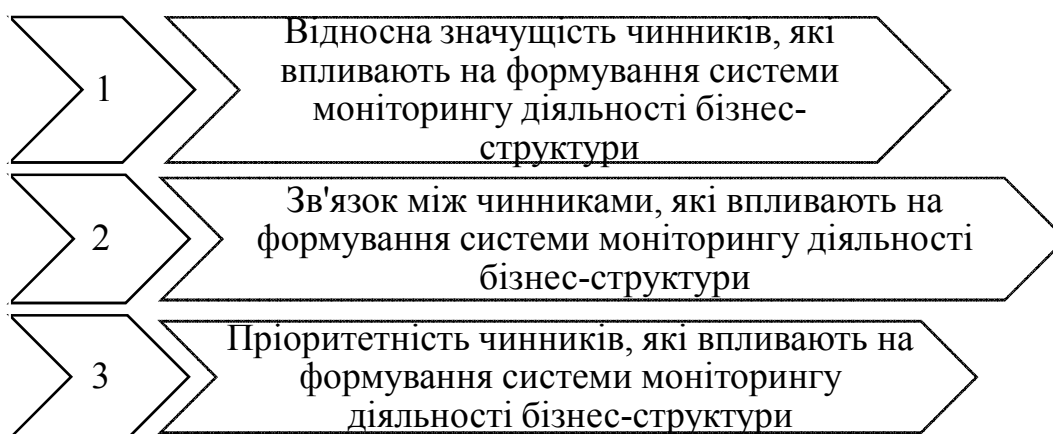 1
Відносна значущість чинників, які
впливають на формування системи
моніторингу діяльності бізнес-
структури
2
Зв'язок між чинниками, які впливають на
формування системи моніторингу діяльності
бізнес-структури
3
Пріоритетність чинників, які впливають на
формування системи моніторингу
діяльності бізнес-структури